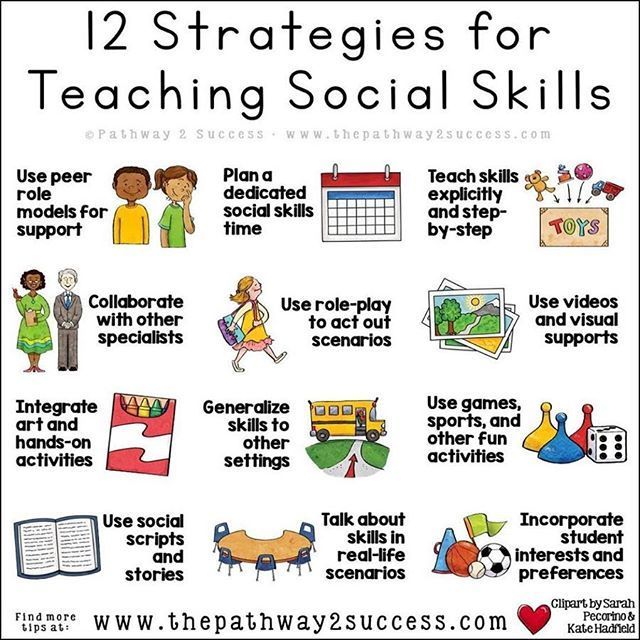 12 Strategies for
Teaching Social Skills
©Pathway 2 Success · www.thepathway2success.com
Use peer
role
models for
support
Plan a
dedicated
social skills
time
Teach skills
explicitly
and step-
by-step
TOYS
Collaborate
with other
specialists
Use role-play
to act out
scenarios
Use videos
and visual
supports
Integrate
art and
hands-on
activities
Generalize
skills to
other
settings
Use games,
sports, and
other fun
activities
Use social
scripts
and
stories
Talk about
skills in
real-life
scenarios
Incorporate
student
interests and
preferences
Find more
tips at:
www.thepathway2success.com
Clipart by Sarah
Pecorino &
Kate Hadfield